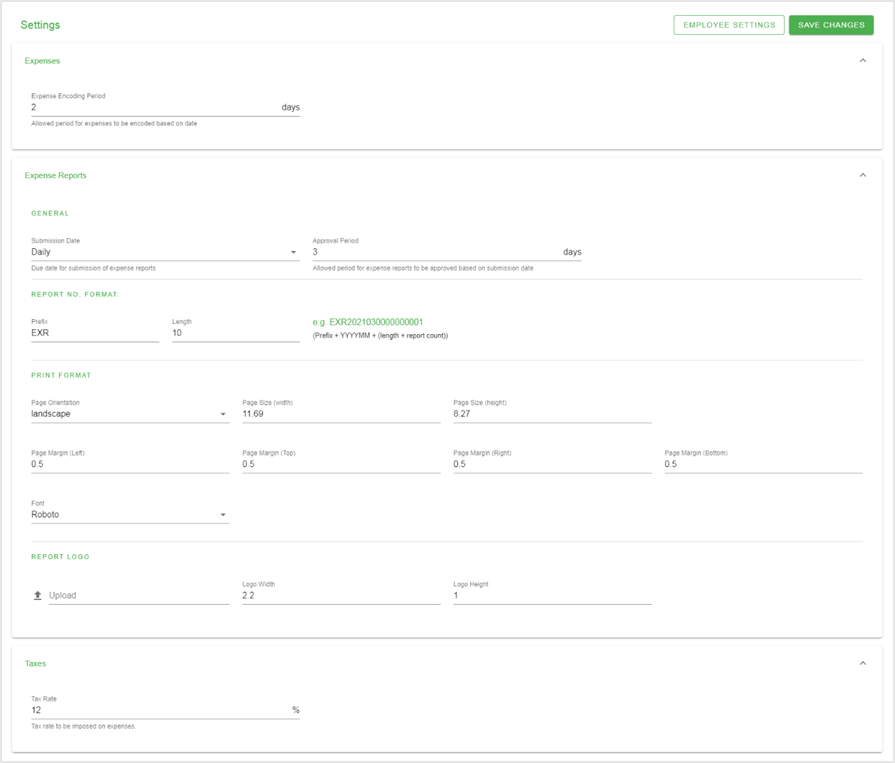 Settings
EMPLOYEE SETTINGS
SAVE CHANGES
Expenses
Expense Encoding Period
2 days
Allowed period for expenses to be encoded based on date
Expense Reports
GENERAL
Submission Date
Approval Period
Daily
3 days
Due date for submission of expense reports
Allowed period for expense reports to be approved based on submission date
REPORT NO. FORMAT:
Prefix
Length
EXR
10
e.g. EXR2021030000000001
(Prefix + YYYYMM + (length + report count))
PRINT FORMAT
Page Orientation
Page Size (width)
Page Size (height)
landscape
11.69
8.27
Page Margin (Left)
Page Margin (Top)
Page Margin (Right)
Page Margin (Bottom)
0.5
0.5
0.5
0.5
Font
Roboto
REPORT LOGO
Logo Width
Logo Height
Upload
2.2
1
Taxes
Tax Rate
12 %
Tax rate to be imposed on expenses.